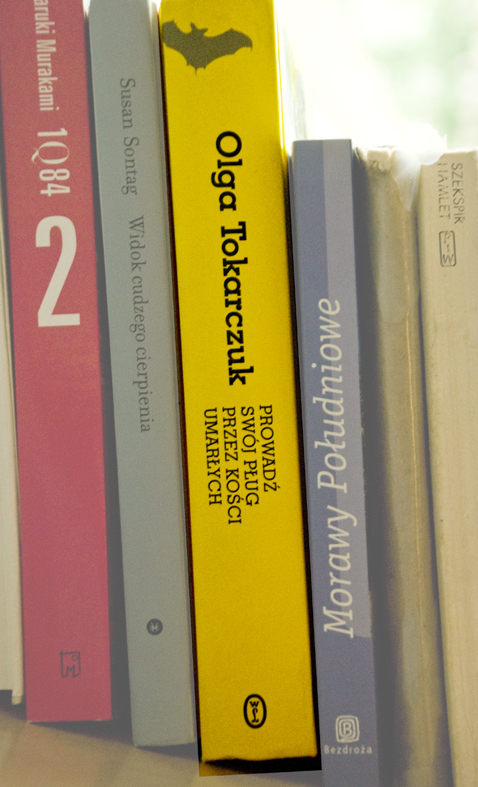 aruki Murakami 1Q84
2
Susan Sontag Widok cudzego cierpienia
Olga Tokarczuk
PROWADŹ
SWÓJ PŁUG
PRZEZ KOŚCI
UMARŁYCH
Morawy Południowe
Bezdroża
SZEKSPIR
HAMLET